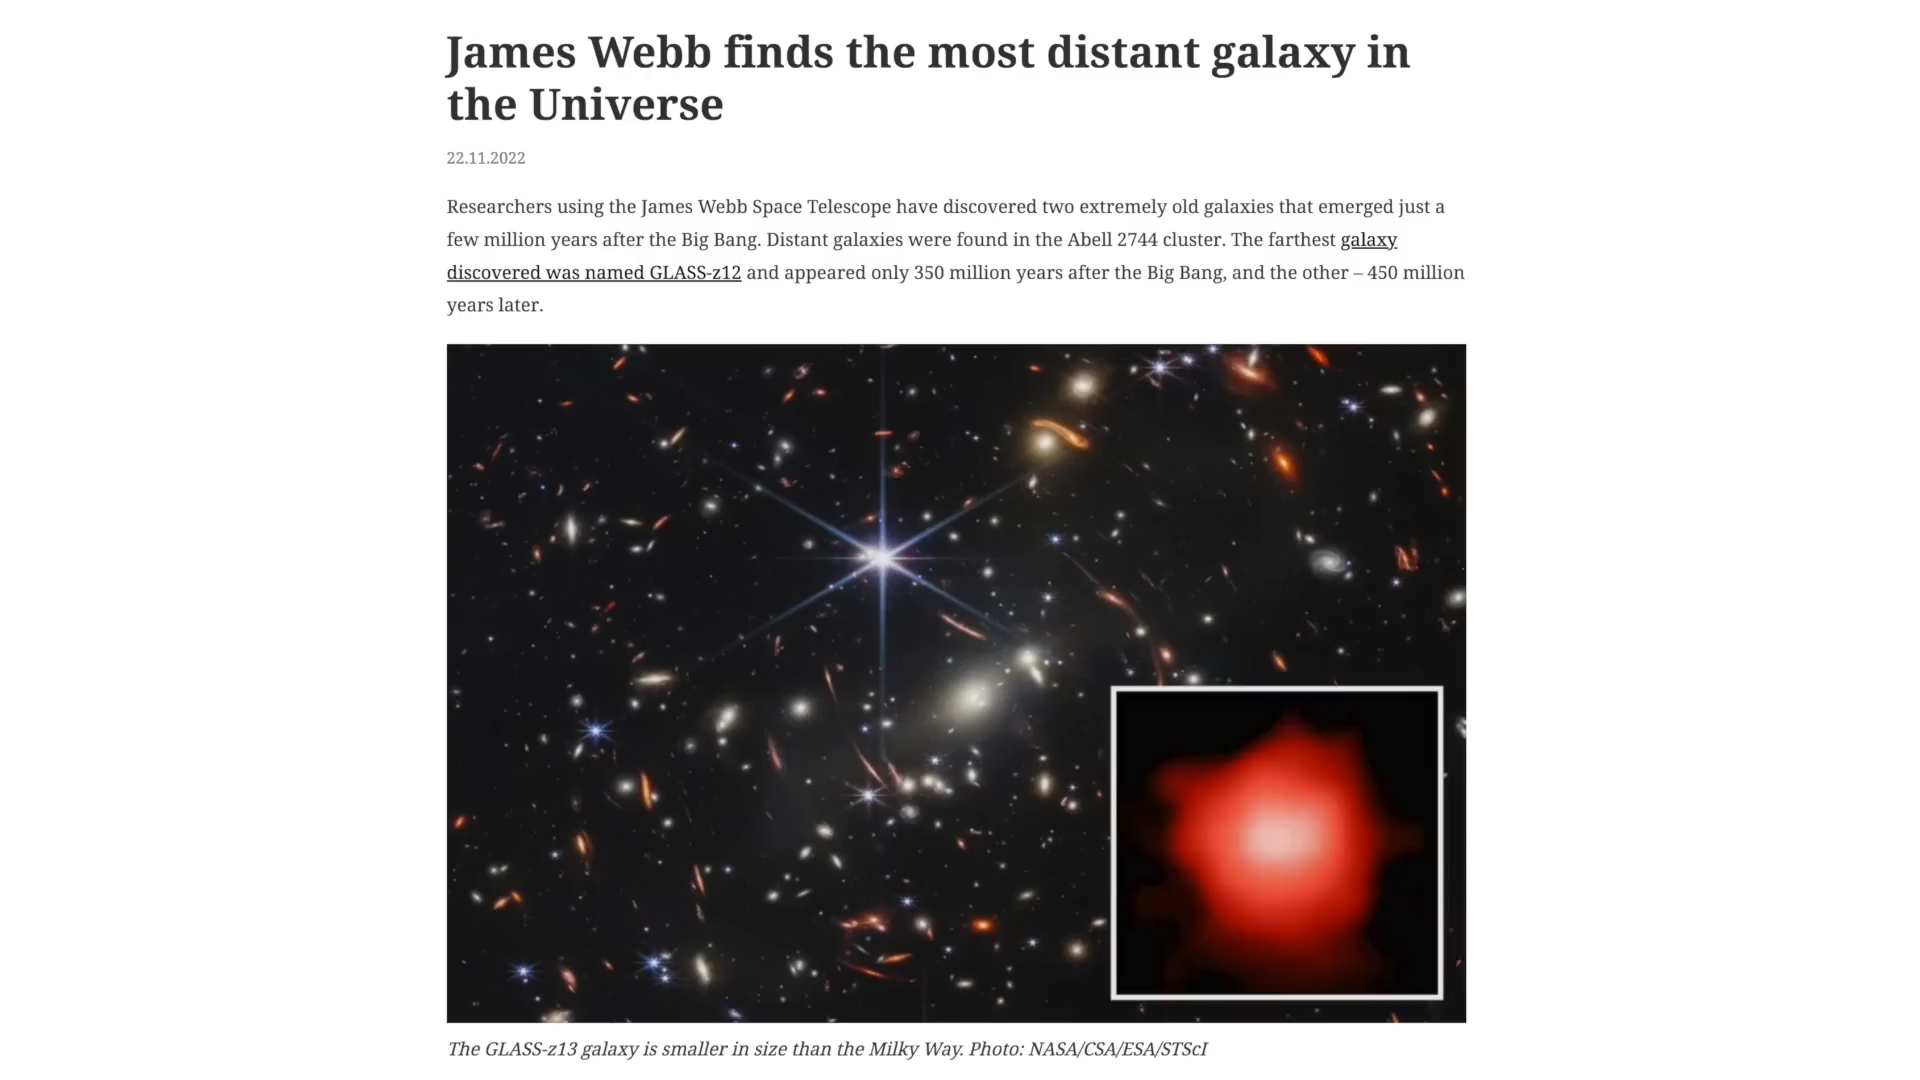 James Webb finds the most distant galaxy in
the Universe
22.11.2022
Researchers using the James Webb Space Telescope have discovered two extremely old galaxies that emerged just a
few million years after the Big Bang. Distant galaxies were found in the Abell 2744 cluster. The farthest galaxy
discovered was named GLASS-z12 and appeared only 350 million years after the Big Bang, and the other – 450 million
years later.
The GLASS-z13 galaxy is smaller in size than the Milky Way. Photo: NASA/CSA/ESA/STScI